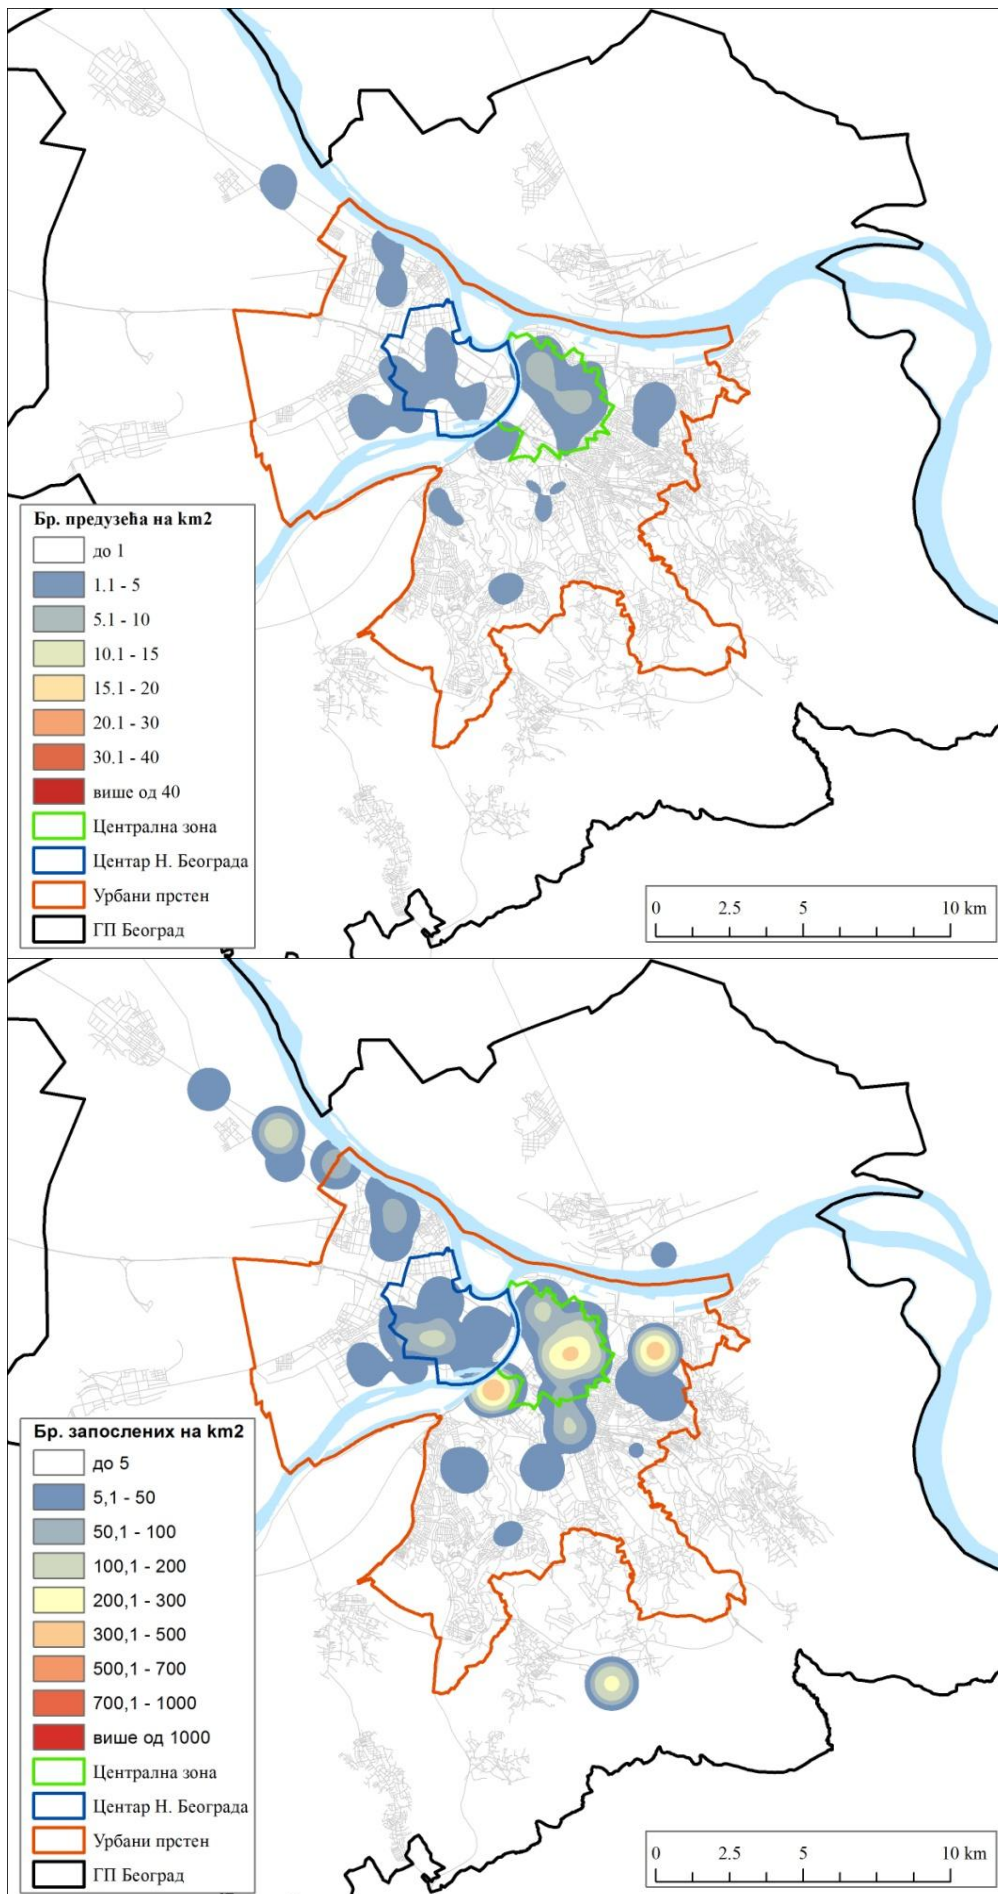 Бр. предузећа на km2
до 1
1.1 - 5
5.1 - 10
10.1 - 15
15.1 - 20
20.1 - 30
30.1 - 40
више од 40
Централна зона
Центар Н. Београда
Урбани прстен
ГП Београд
0 2.5 5 10 km
Бр. запослених на km2
до 5
5,1 - 50
50,1 - 100
100,1 - 200
200,1 - 300
300,1 - 500
500,1 - 700
700,1 - 1000
више од 1000
Централна зона
Центар Н. Београда
Урбани прстен
ГП Београд
0 2.5 5 10 km